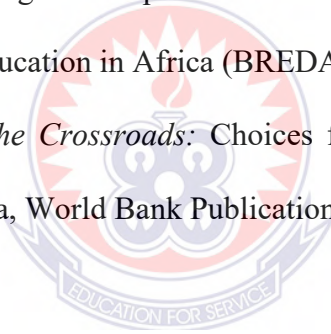 ucation in Africa (BREDA
he Crossroads: Choices f
a, World Bank Publication
EDUCATION FOR SERVICE